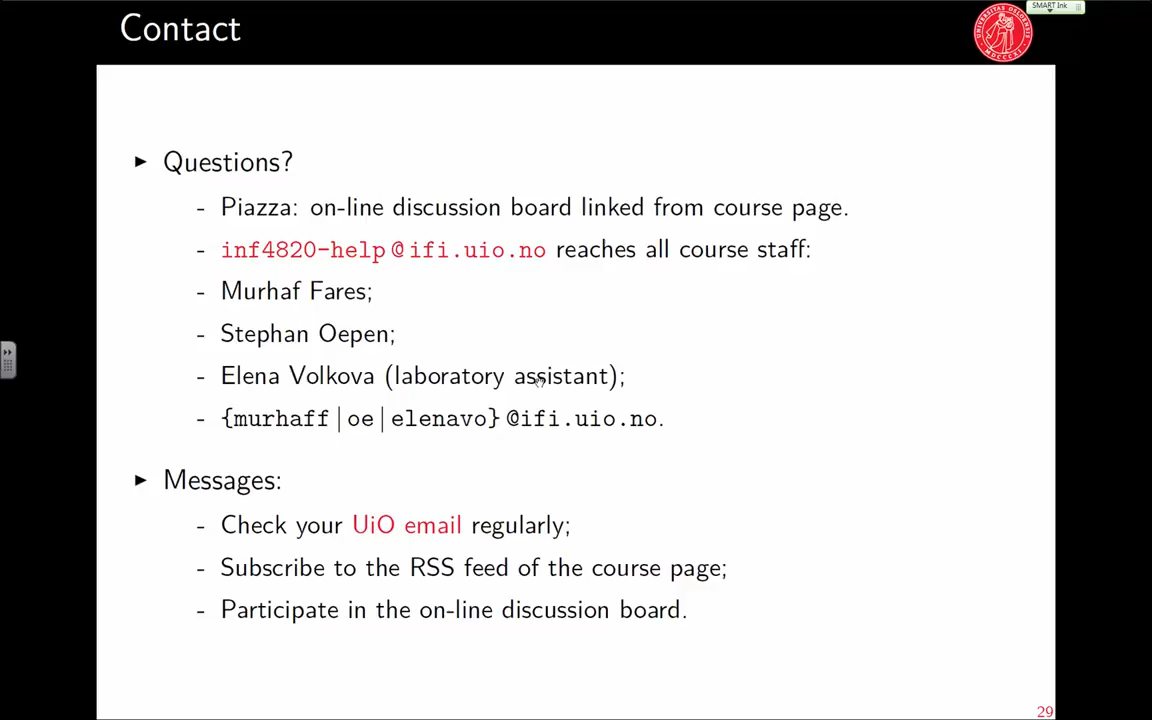 Contact
SMART Ink
UNIVERSITAS OSLOENSIS
MDCCCXI
► Questions?
- Piazza: on-line discussion board linked from course page.
- inf4820-help@ifi.uio.no reaches all course staff:
- Murhaf Fares;
- Stephan Oepen;
- Elena Volkova (laboratory assistant);
- {murhaff|oe|elenavo}@ifi.uio.no.
► Messages:
- Check your UiO email regularly;
- Subscribe to the RSS feed of the course page;
- Participate in the on-line discussion board.
29